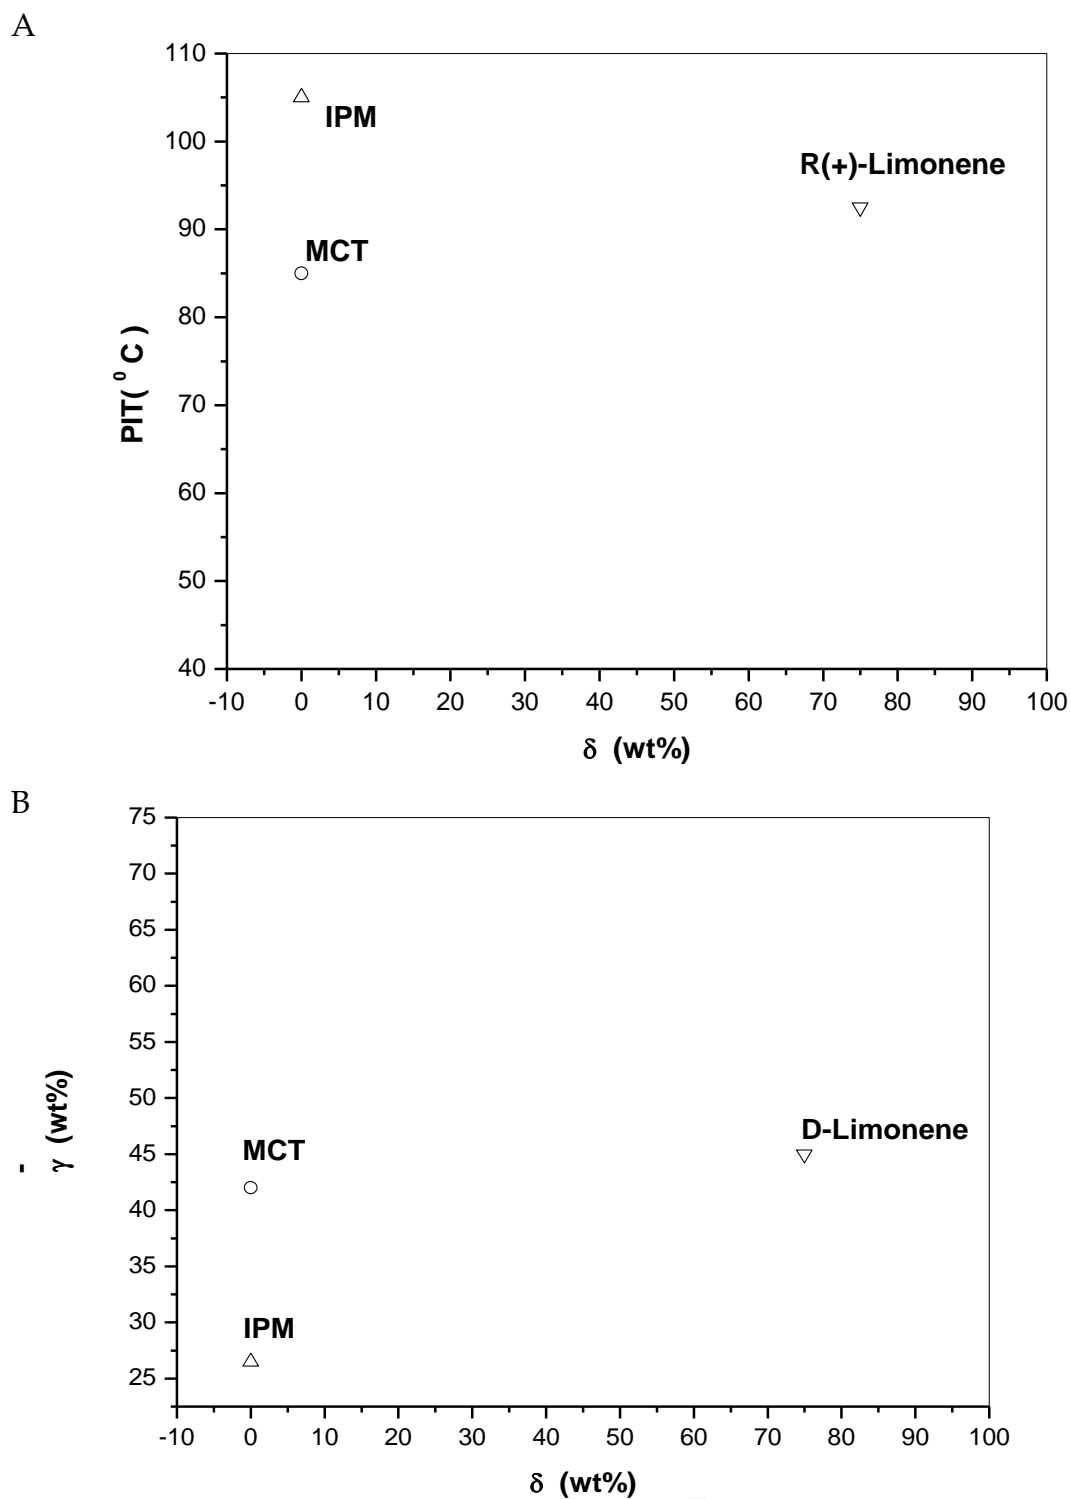 A
110
100
90
80
70
60
50
40
IPM
R(+)-Limonene
MCT
PIT( ⁰ C )
-10 0 10 20 30 40 50 60 70 80 90 100
δ (wt%)
B
75
70
65
60
55
50
45
40
35
30
25
D-Limonene
MCT
IPM
γ̄ (wt%)
-10 0 10 20 30 40 50 60 70 80 90 100
δ (wt%)